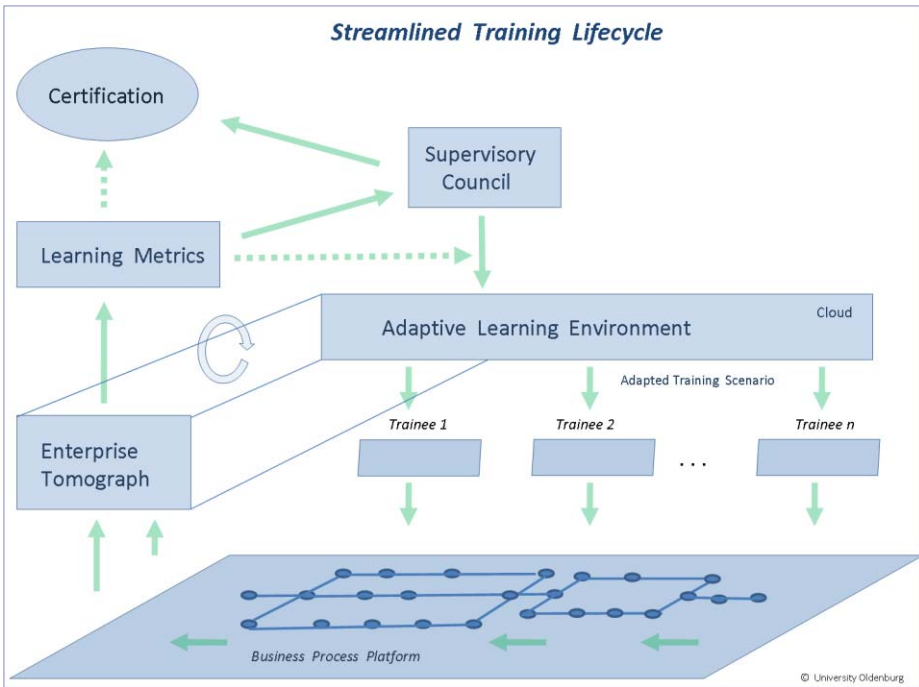 Streamlined Training Lifecycle
Certification
Supervisory
Council
Learning Metrics
Cloud
Adaptive Learning Environment
Adapted Training Scenario
Trainee 1
Trainee 2
Trainee n
Enterprise
Tomograph
. . .
Business Process Platform
© University Oldenburg